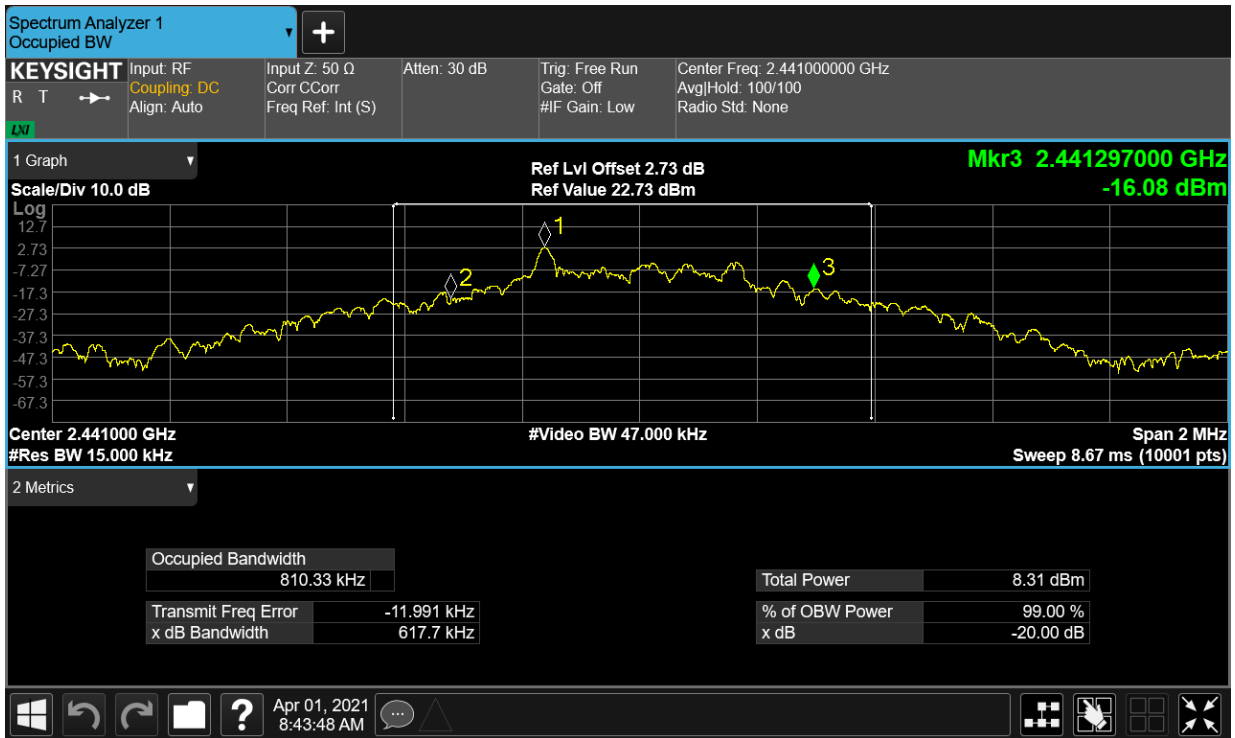 Spectrum Analyzer 1
Occupied BW
+
KEYSIGHT
R T
LXI
Input: RF
Coupling: DC
Align: Auto
Input Z: 50 Ω
Corr CCorr
Freq Ref: Int (S)
Atten: 30 dB
Trig: Free Run
Gate: Off
#IF Gain: Low
Center Freq: 2.441000000 GHz
Avg|Hold: 100/100
Radio Std: None
1 Graph
Scale/Div 10.0 dB
Ref Lvl Offset 2.73 dB
Ref Value 22.73 dBm
Mkr3 2.441297000 GHz
-16.08 dBm
Log
12.7
2.73
-7.27
-17.3
-27.3
-37.3
-47.3
-57.3
-67.3
1
2
3
Center 2.441000 GHz
#Video BW 47.000 kHz
Span 2 MHz
#Res BW 15.000 kHz
Sweep 8.67 ms (10001 pts)
2 Metrics
Occupied Bandwidth
810.33 kHz
Transmit Freq Error -11.991 kHz
x dB Bandwidth 617.7 kHz
Total Power 8.31 dBm
% of OBW Power 99.00 %
x dB -20.00 dB
?
Apr 01, 2021
8:43:48 AM